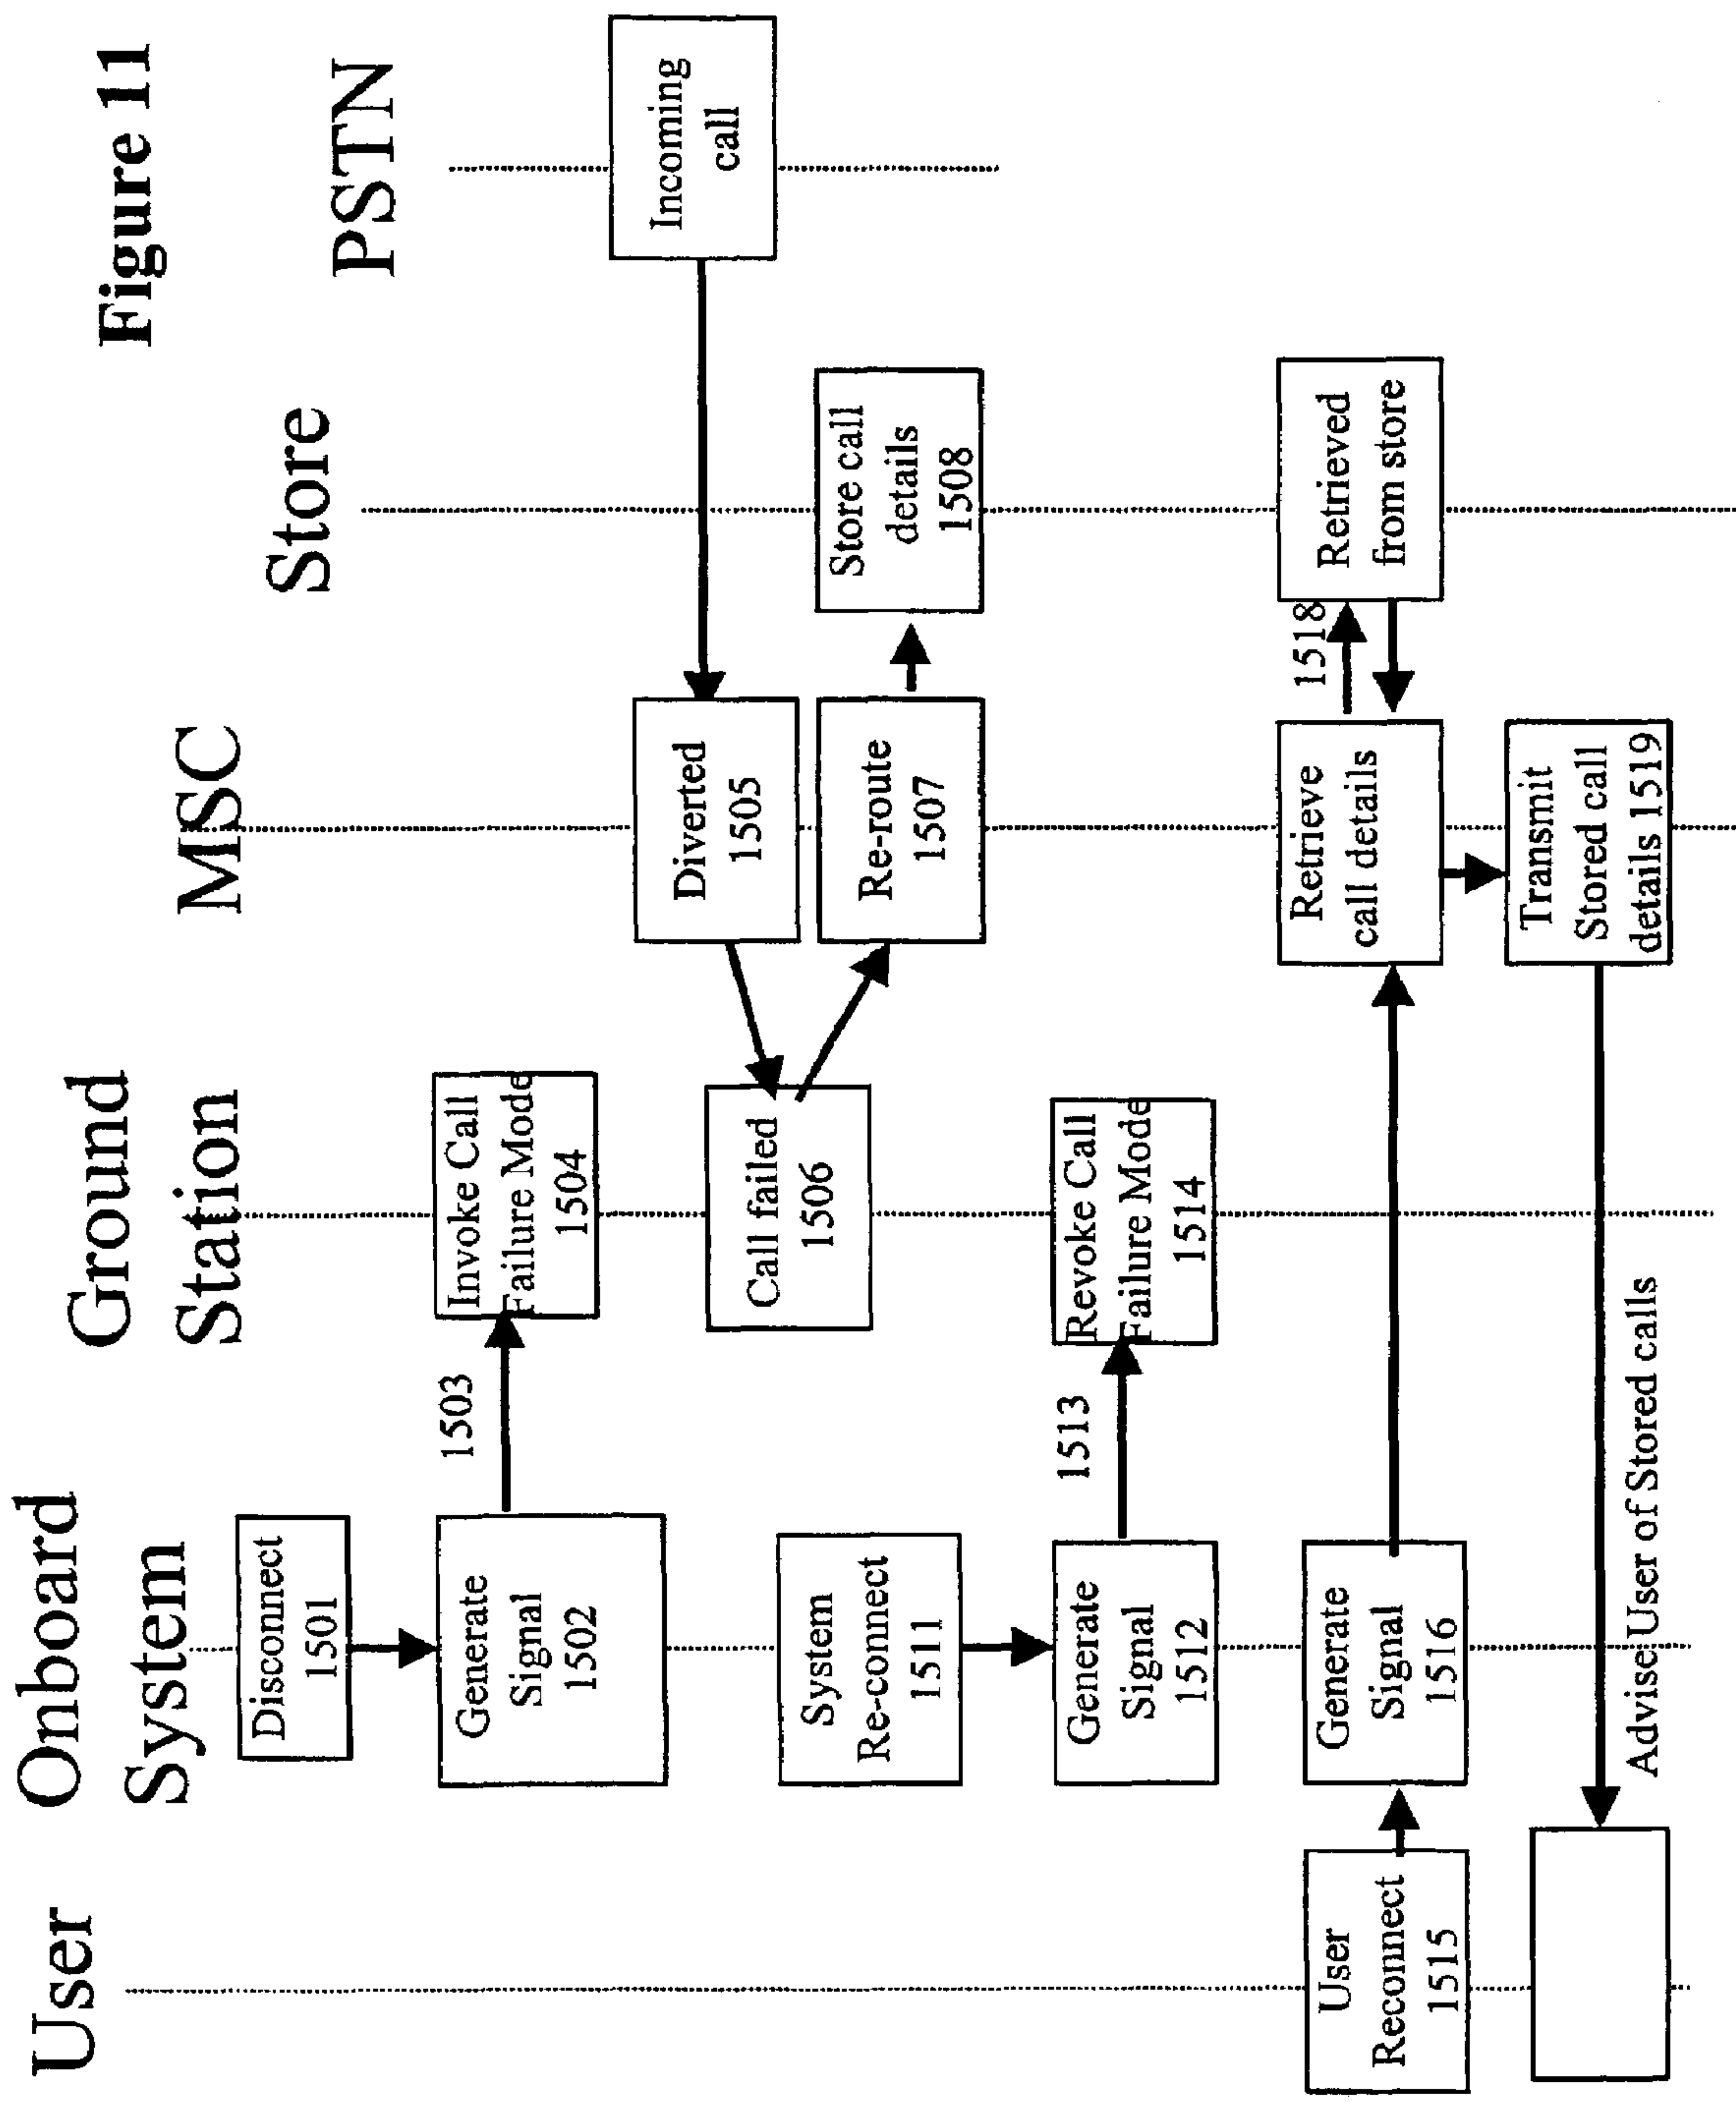 Figure 11
User
Onboard
System
Ground
Station
MSC
Store
PSTN
Disconnect
1501
Generate
Signal
1502
1503
Invoke Call
Failure Mode
1504
Incoming
call
Diverted
1505
Call failed
1506
Re-route
1507
Store call
details
1508
System
Re-connect
1511
Generate
Signal
1512
1513
Revoke Call
Failure Mode
1514
User
Reconnect
1515
Generate
Signal
1516
Retrieve
call details
1518
Retrieved
from store
Transmit
Stored call
details 1519
Advise User of Stored calls